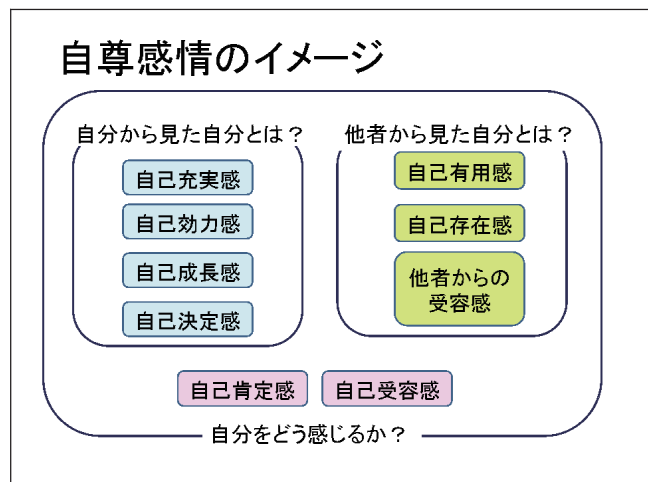 自尊感情のイメージ
自分から見た自分とは？
自己充実感
自己効力感
自己成長感
自己決定感
他者から見た自分とは？
自己有用感
自己存在感
他者からの
受容感
自己肯定感
自己受容感
自分をどう感じるか？